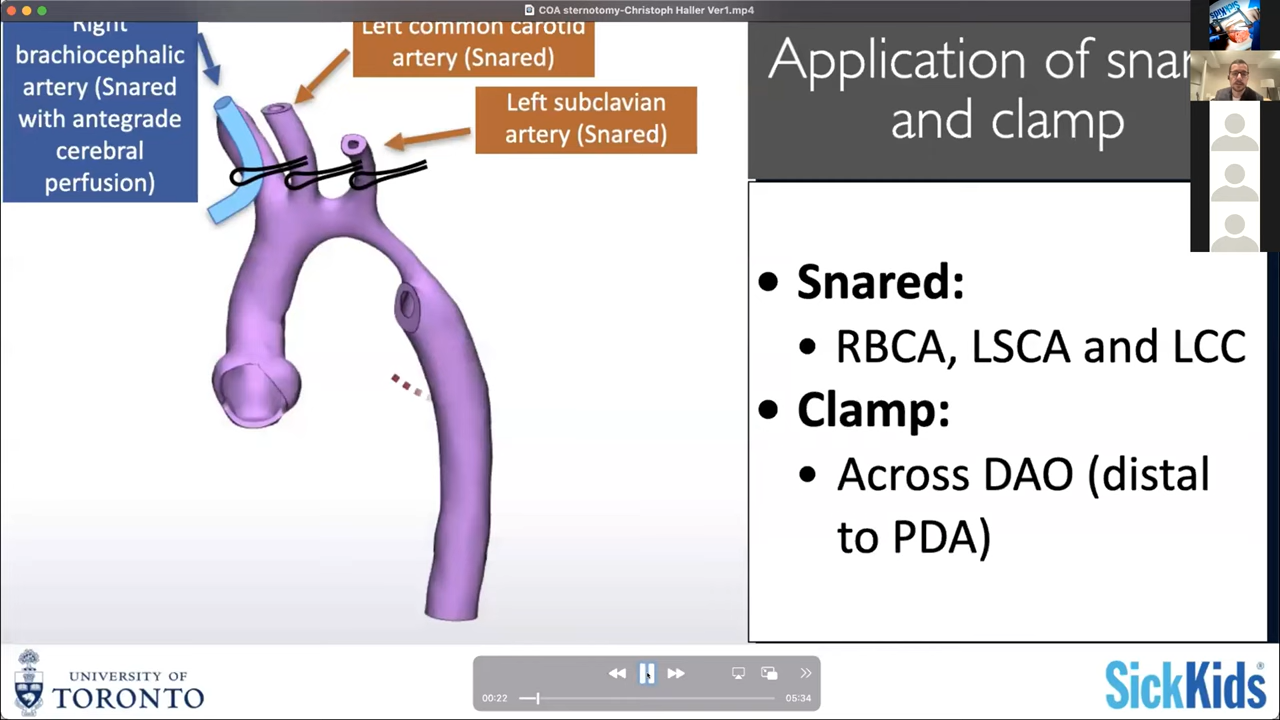 COA sternotomy-Christoph Haller Ver1.mp4
Right
brachiocephalic
artery (Snared
with antegrade
cerebral
perfusion)
Left common carotid
artery (Snared)
Left subclavian
artery (Snared)
Application of snar
and clamp
SickKids
• Snared:
• RBCA, LSCA and LCC
• Clamp:
• Across DAO (distal
to PDA)
UNIVERSITY OF
TORONTO
00:22
05:34
SickKids